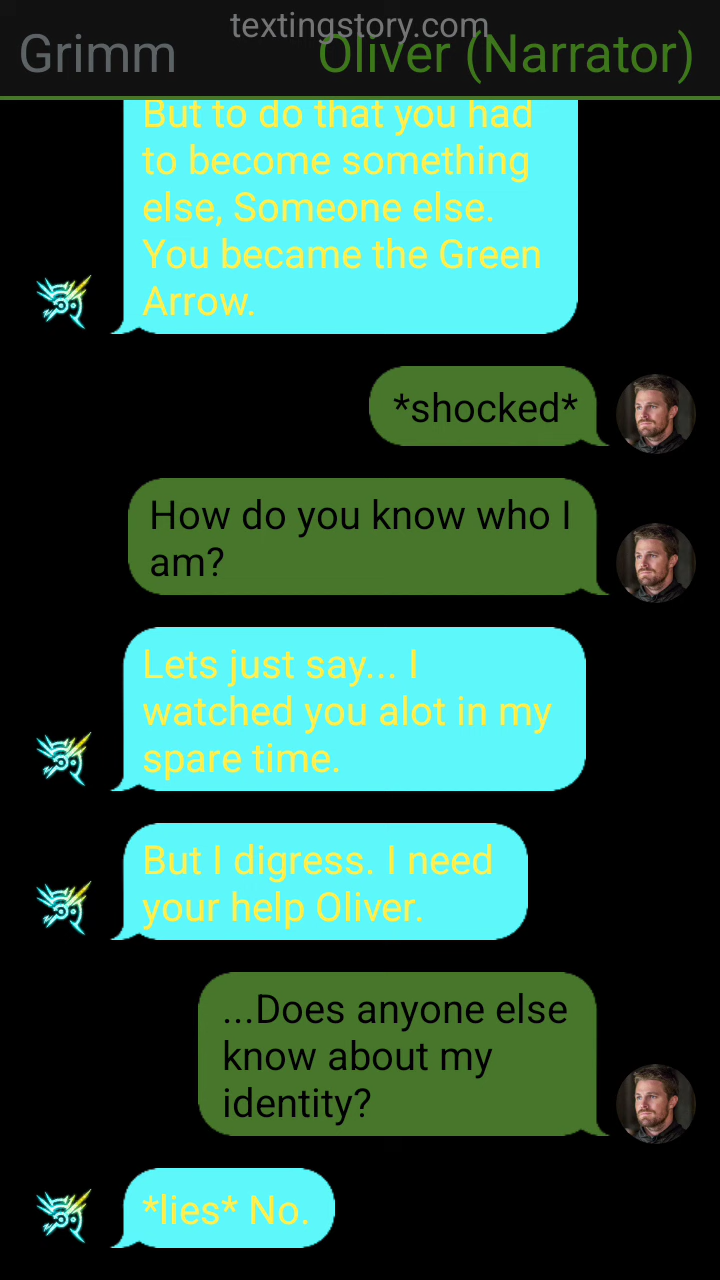 textingstory.com
Grimm
Oliver (Narrator)
But to do that you had
to become something
else, Someone else.
You became the Green
Arrow.
*shocked*
How do you know who I
am?
Lets just say... I
watched you alot in my
spare time.
But I digress. I need
your help Oliver.
...Does anyone else
know about my
identity?
*lies* No.